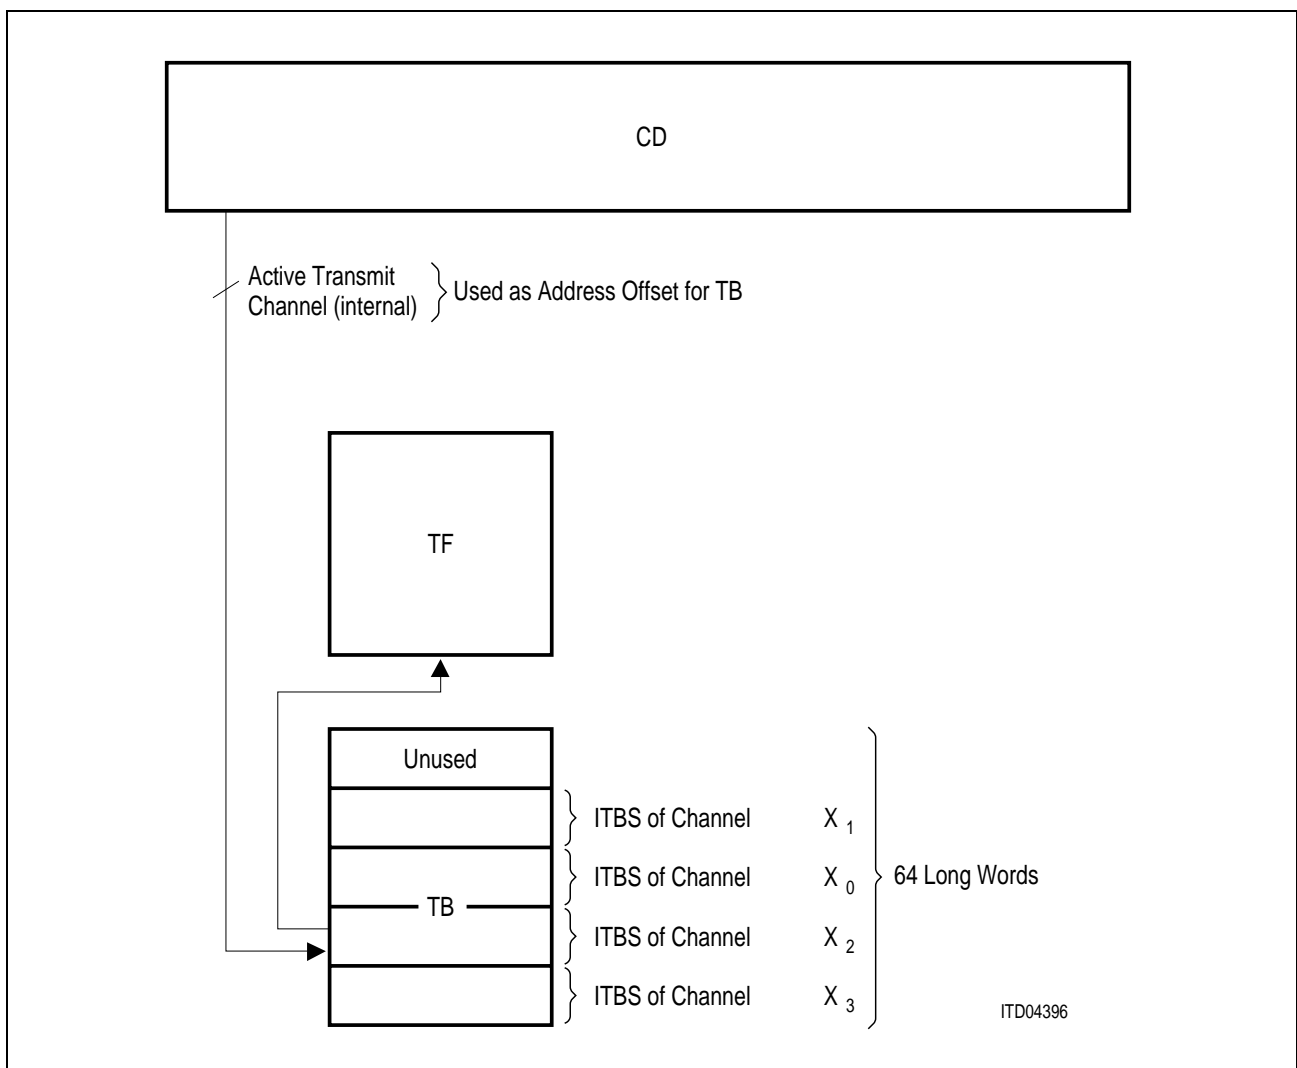 CD
Active Transmit
Channel (internal)
Used as Address Offset for TB
TF
Unused
ITBS of Channel X 1
ITBS of Channel X 0
64 Long Words
TB
ITBS of Channel X 2
ITBS of Channel X 3
ITD04396